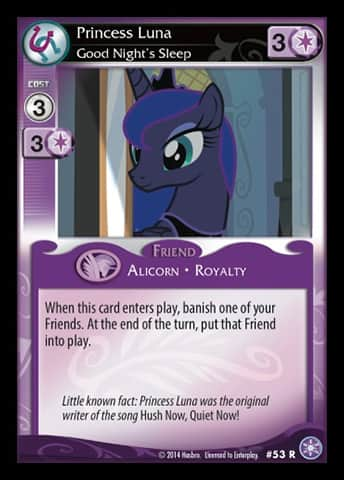 Princess Luna
Good Night's Sleep
3
COST
3
3
FRIEND
ALICORN • ROYALTY
When this card enters play, banish one of your
Friends. At the end of the turn, put that Friend
into play.
Little known fact: Princess Luna was the original
writer of the song Hush Now, Quiet Now!
© 2014 Hasbro. Licensed to Enterplay. #53 R